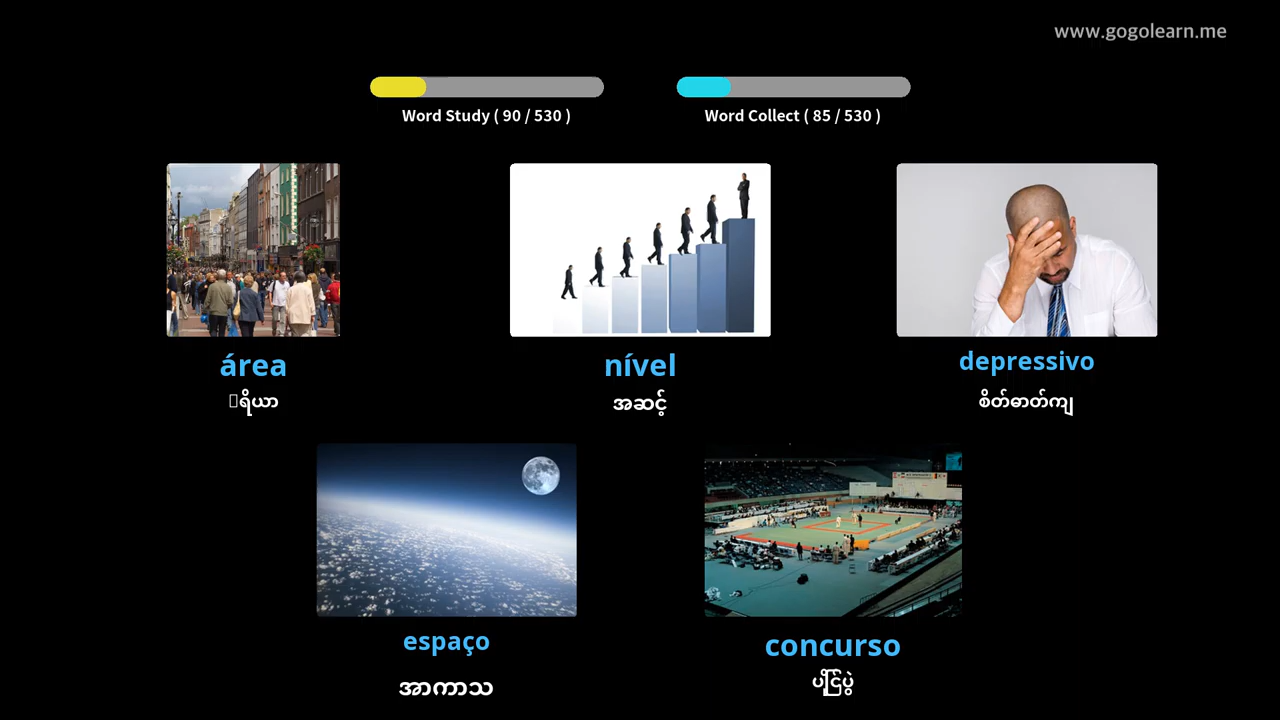 www.gogolearn.me
Word Study ( 90 / 530 )
Word Collect ( 85 / 530 )
área
ရိယာ
nível
အဆင့်
depressivo
စိတ်ဓာတ်ကျ
espaço
အာကာသ
concurso
ပြိုင်ပွဲ